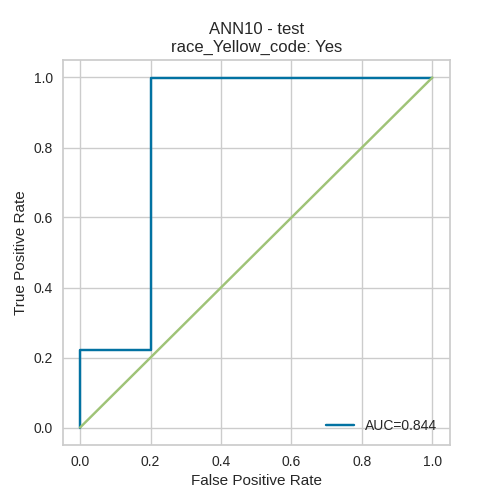 ANN10 - test
race_Yellow_code: Yes
True Positive Rate
1.0
0.8
0.6
0.4
0.2
0.0
AUC=0.844
0.0 0.2 0.4 0.6 0.8 1.0
False Positive Rate